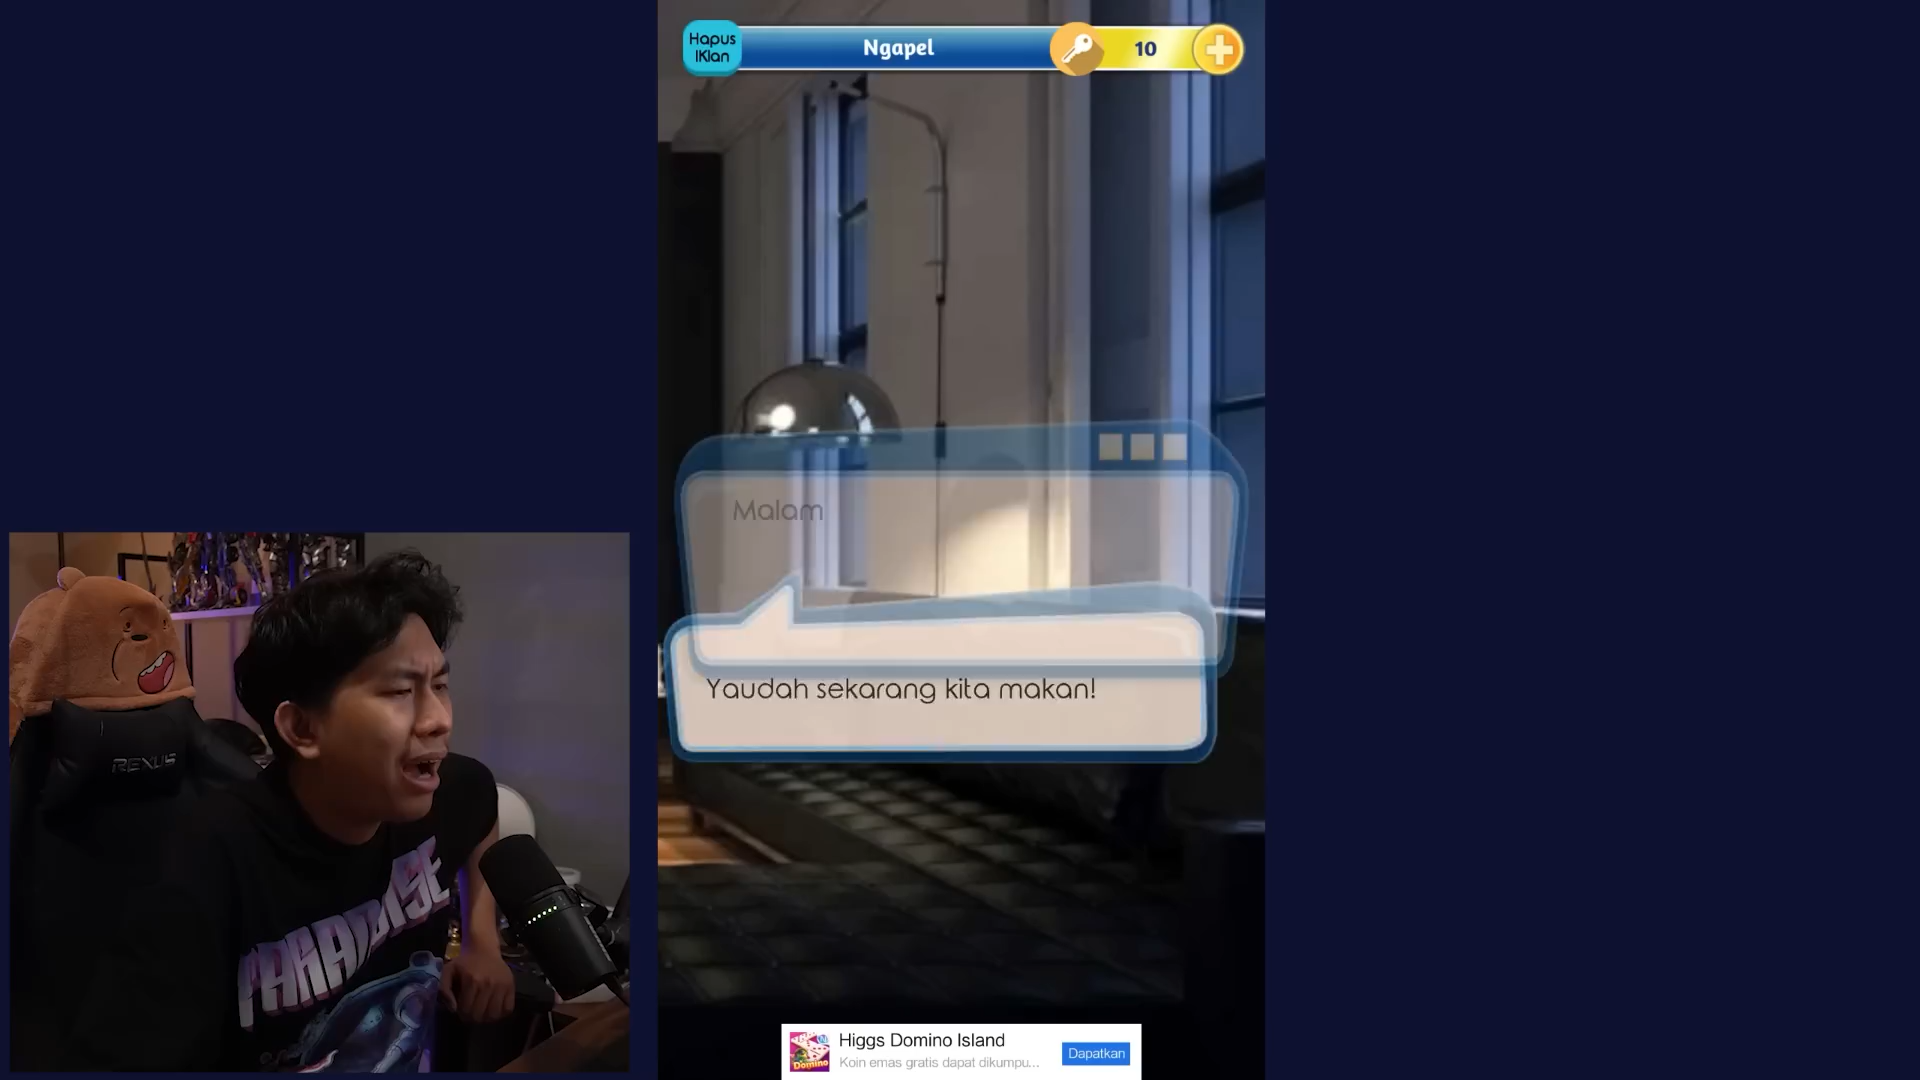 Hapus
IKlan
Ngapel
10
Malam
Yaudah sekarang kita makan!
REXUS
PARADISE
Domino
Higgs Domino Island
Koin emas gratis dapat dikumpu...
Dapatkan